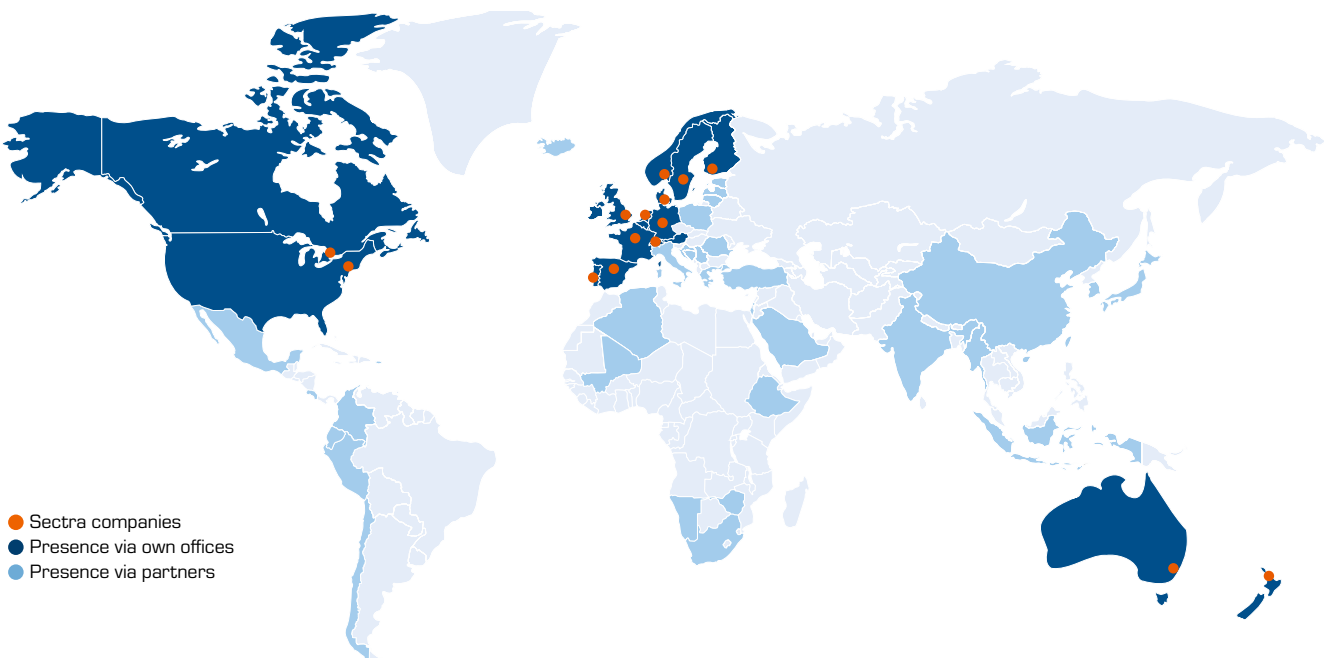 Sectra companies
Presence via own offices
Presence via partners